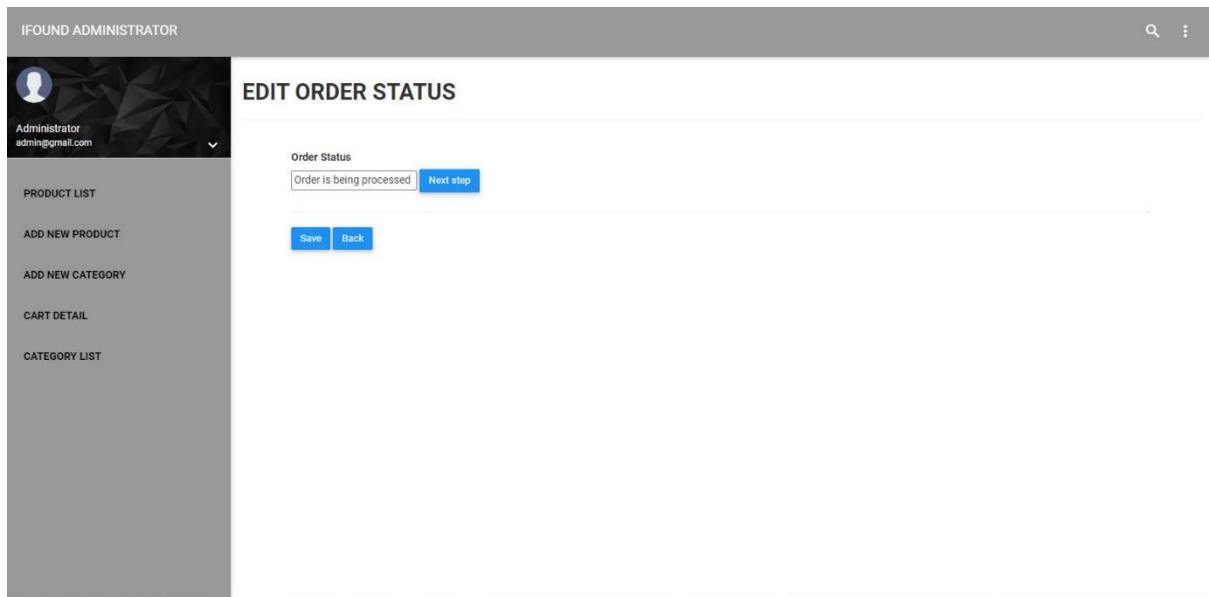 IFOUND ADMINISTRATOR
Administrator
admin@gmail.com
PRODUCT LIST
ADD NEW PRODUCT
ADD NEW CATEGORY
CART DETAIL
CATEGORY LIST
EDIT ORDER STATUS
Order Status
Order is being processed Next step
Save Back